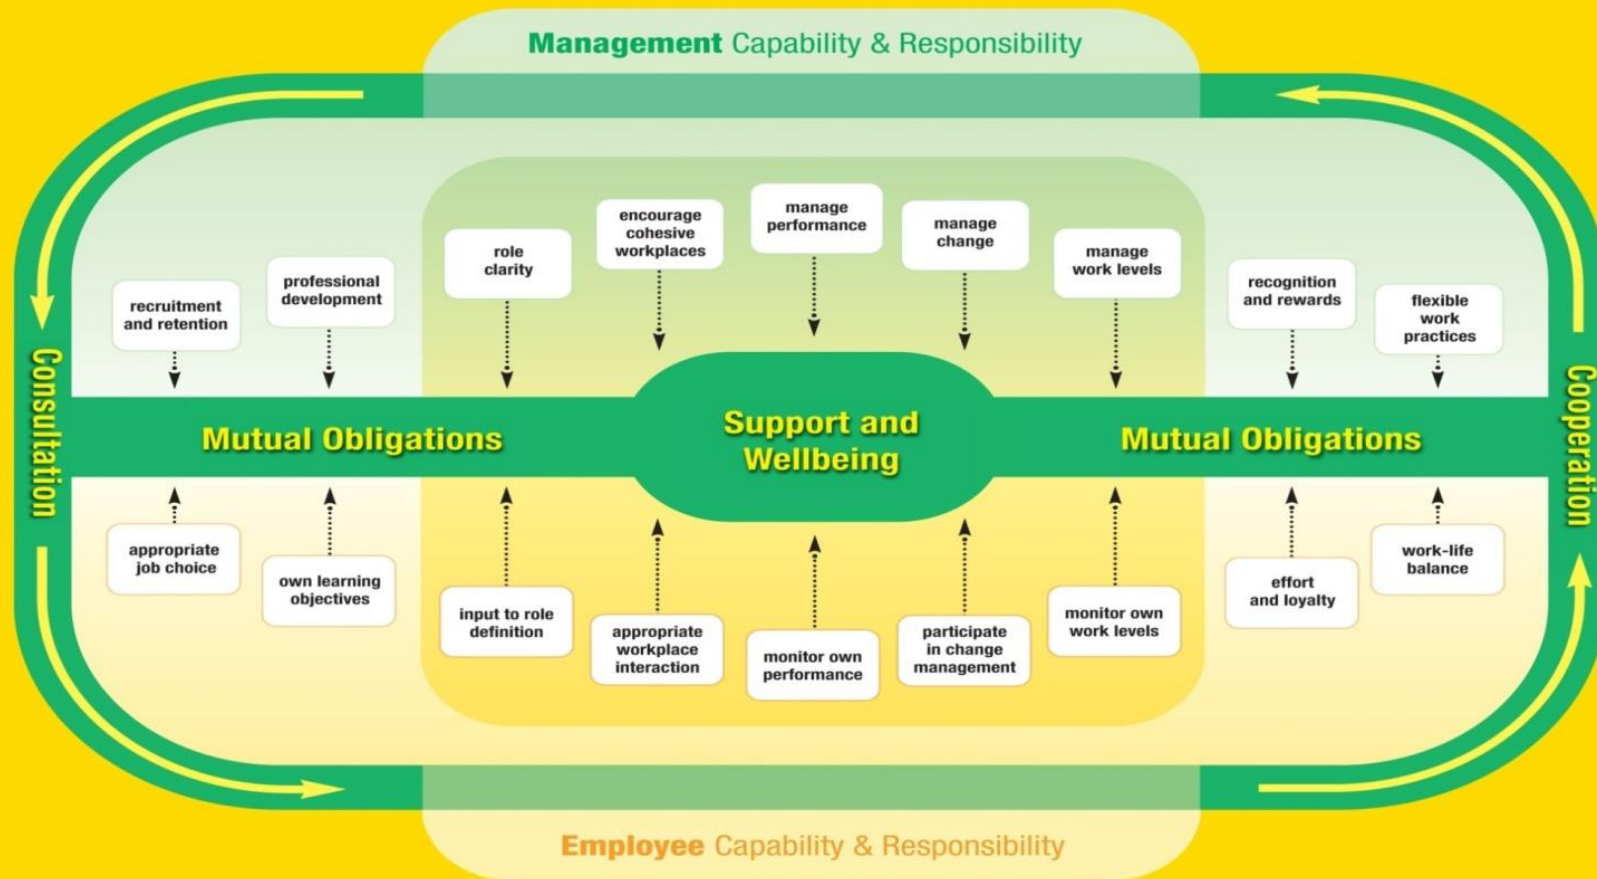 Management Capability & Responsibility
manage
performance
encourage
cohesive
workplaces
manage
change
role
clarity
manage
work levels
professional
development
recognition
and rewards
recruitment
and retention
flexible
work
practices
Consultation
Mutual Obligations
Support and
Wellbeing
Mutual Obligations
Cooperation
appropriate
job choice
own learning
objectives
input to role
definition
appropriate
workplace
interaction
monitor own
performance
participate
in change
management
monitor own
work levels
effort
and loyalty
work-life
balance
Employee Capability & Responsibility